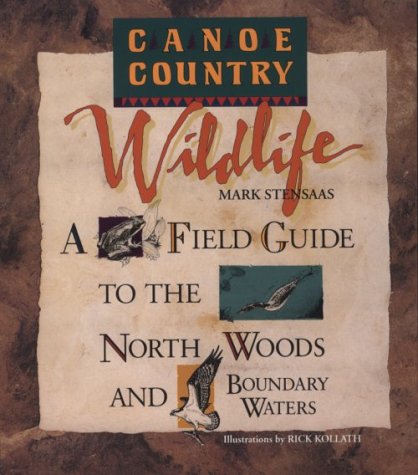 CANOE
COUNTRY
Wildlife
MARK STENSAAS
A FIELD GUIDE
TO THE
NORTH WOODS
AND BOUNDARY
WATERS
Illustrations by RICK KOLLATH